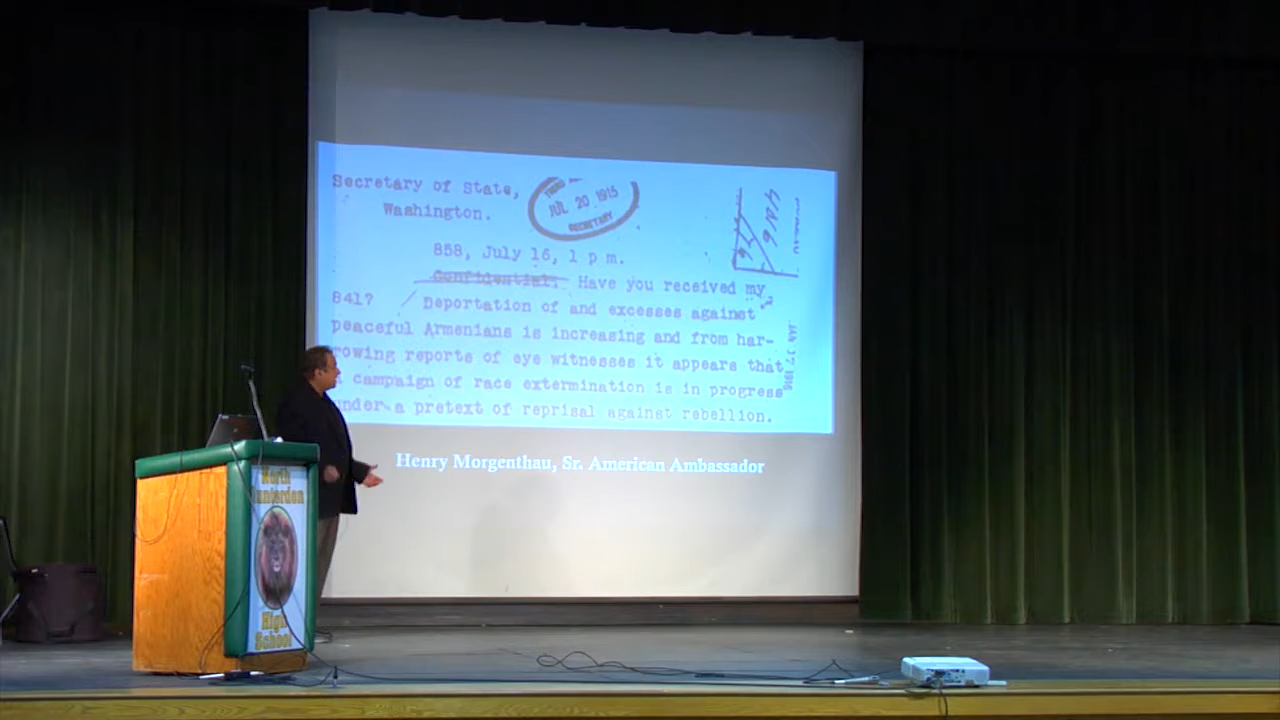 Secretary of State,
Washington.
JUL 20 1915
SECRETARY
858, July 16, 1 p m.
Confidential. Have you received my
841? Deportation of and excesses against
peaceful Armenians is increasing and from har-
rowing reports of eye witnesses it appears that
a campaign of race extermination is in progress
under a pretext of reprisal against rebellion.
JAN 27 1916
Henry Morgenthau, Sr. American Ambassador
North
Hunterdon
High
School